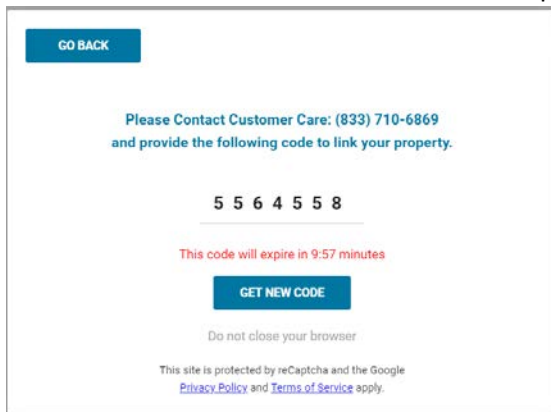 GO BACK
Please Contact Customer Care: (833) 710-6869
and provide the following code to link your property.
5 5 6 4 5 5 8
This code will expire in 9:57 minutes
GET NEW CODE
Do not close your browser
This site is protected by reCaptcha and the Google
Privacy Policy and Terms of Service apply.